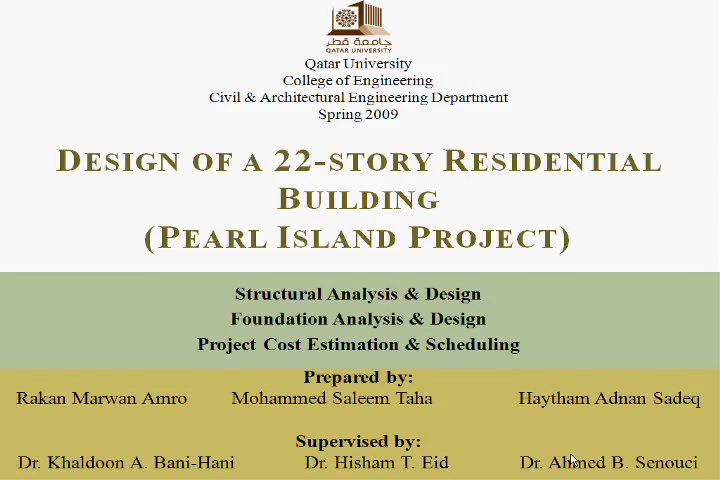 جامعة قطر
QATAR UNIVERSITY
Qatar University
College of Engineering
Civil & Architectural Engineering Department
Spring 2009
DESIGN OF A 22-STORY RESIDENTIAL
BUILDING
(PEARL ISLAND PROJECT)
Structural Analysis & Design
Foundation Analysis & Design
Project Cost Estimation & Scheduling
Prepared by:
Rakan Marwan Amro Mohammed Saleem Taha Haytham Adnan Sadeq
Supervised by:
Dr. Khaldoon A. Bani-Hani Dr. Hisham T. Eid Dr. Ahmed B. Senouci